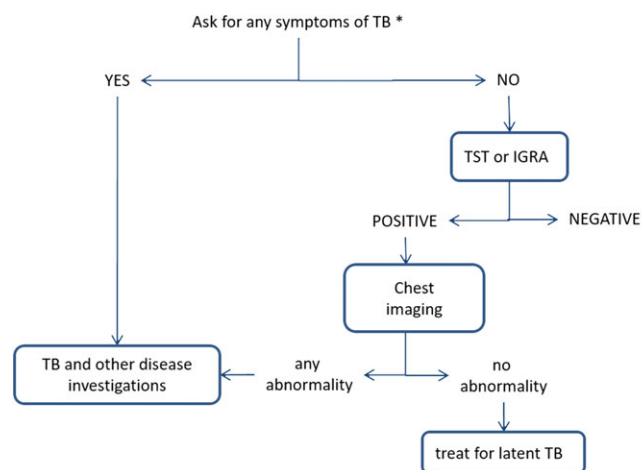 Ask for any symptoms of TB *
YES
NO
TST or IGRA
POSITIVE
NEGATIVE
Chest
imaging
TB and other disease
investigations
any
abnormality
no
abnormality
treat for latent TB